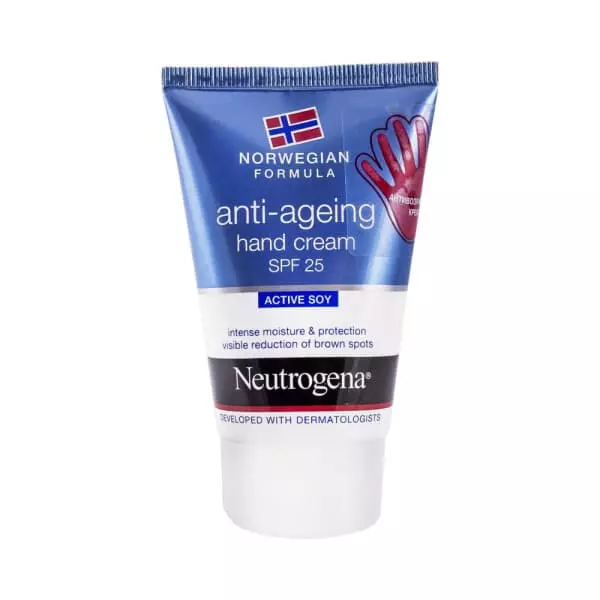 NORWEGIAN
FORMULA
anti-ageing
hand cream
SPF 25
ACTIVE SOY
intense moisture & protection
visible reduction of brown spots
Neutrogena®
DEVELOPED WITH DERMATOLOGISTS